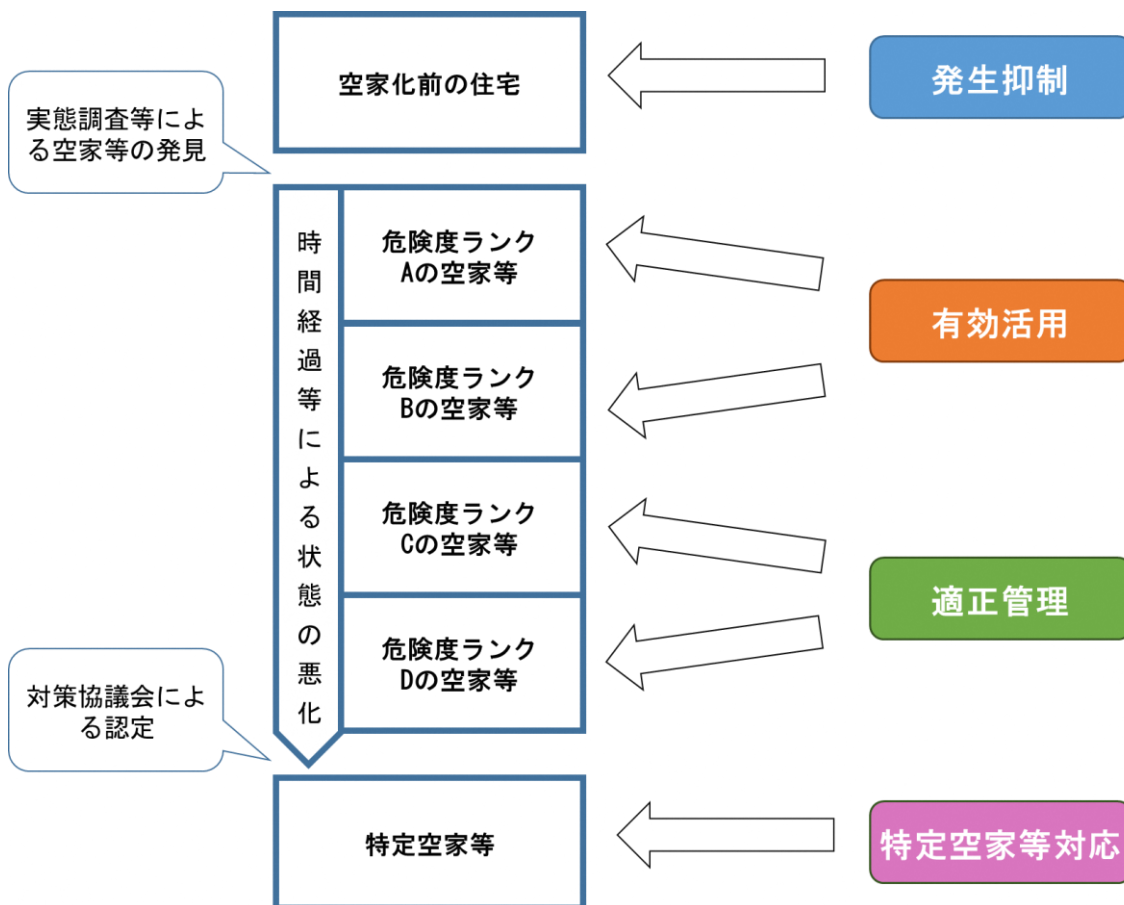 空家化前の住宅
発生抑制
実態調査等によ
る空家等の発見
時間経過等による状態の悪化
危険度ランク
Aの空家等
有効活用
危険度ランク
Bの空家等
危険度ランク
Cの空家等
適正管理
危険度ランク
Dの空家等
対策協議会によ
る認定
特定空家等
特定空家等対応